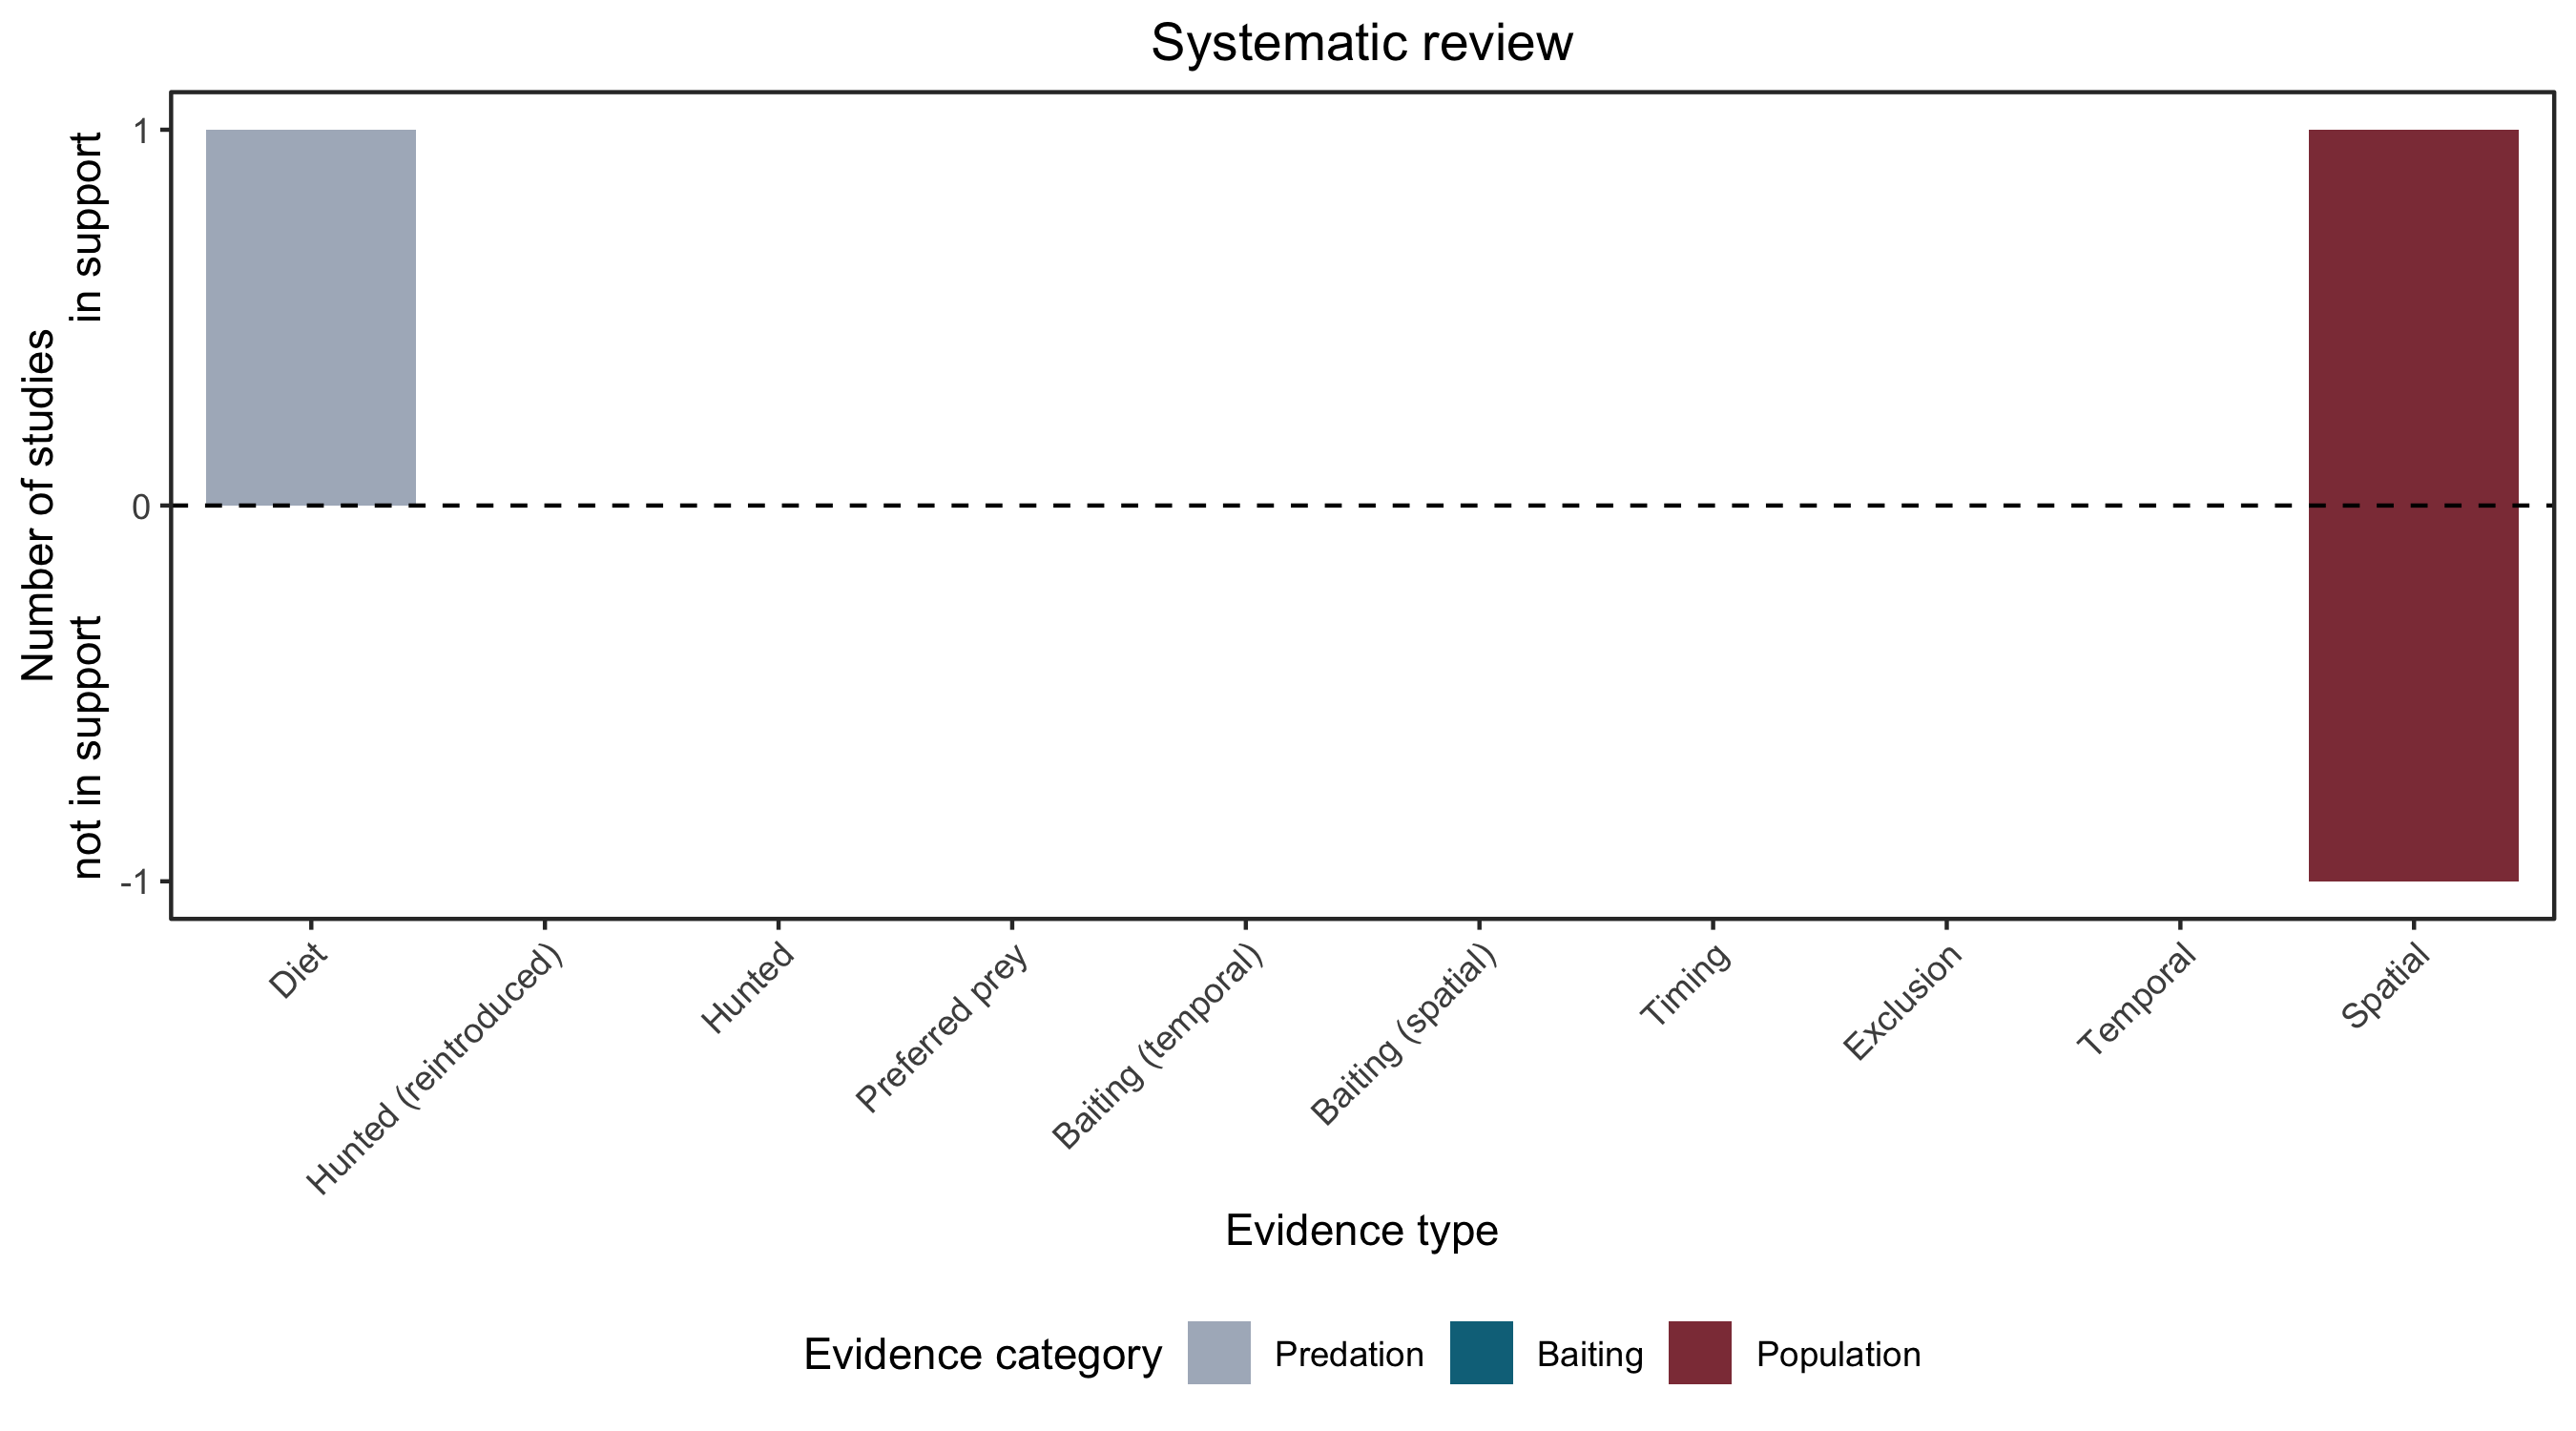 Systematic review
Number of studies
in support
not in support
1
0
-1
Diet
Hunted (reintroduced)
Hunted
Preferred prey
Baiting (temporal)
Baiting (spatial)
Timing
Exclusion
Temporal
Spatial
Evidence type
Evidence category Predation Baiting Population